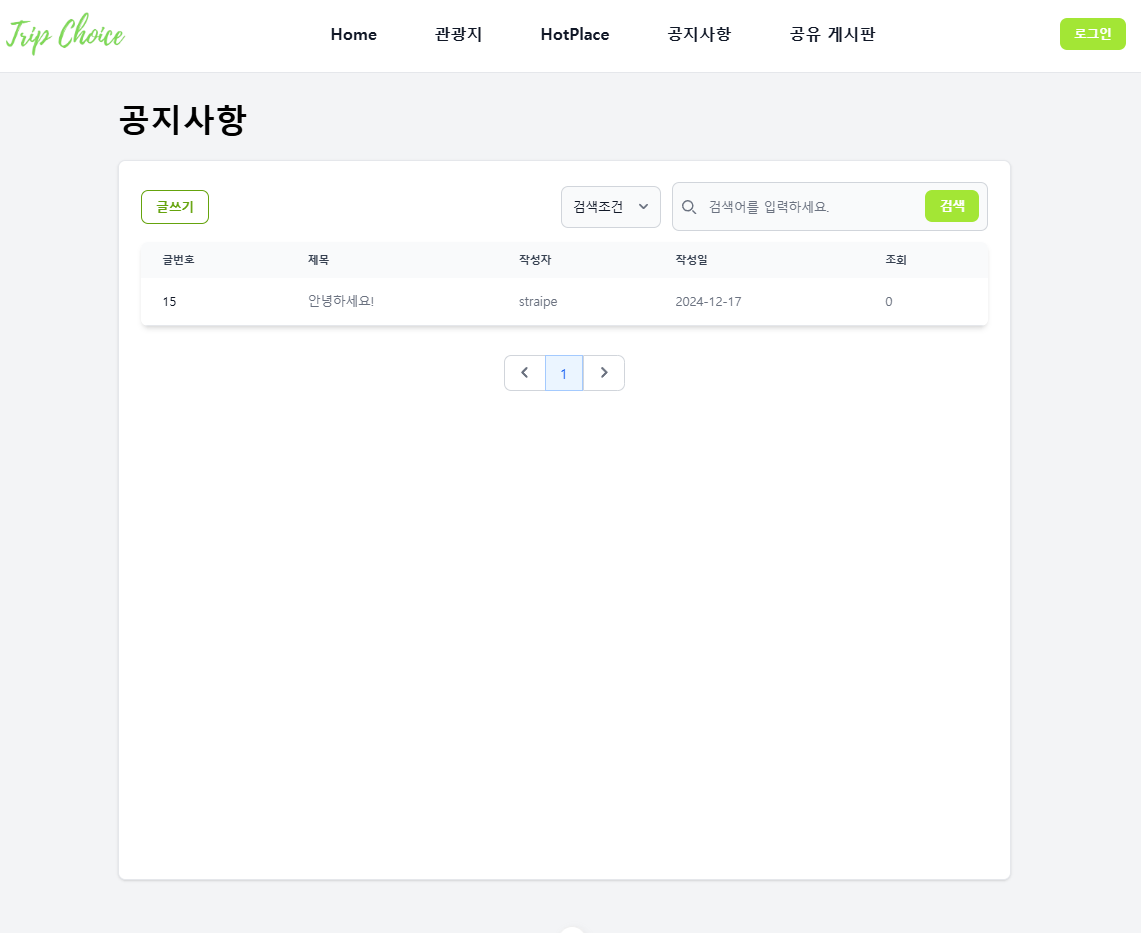 Trip Choice
Home 관광지 HotPlace 공지사항 공유 게시판 로그인
공지사항
글쓰기 검색조건 검색어를 입력하세요. 검색
글번호 제목 작성자 작성일 조회
15 안녕하세요! straipe 2024-12-17 0
1